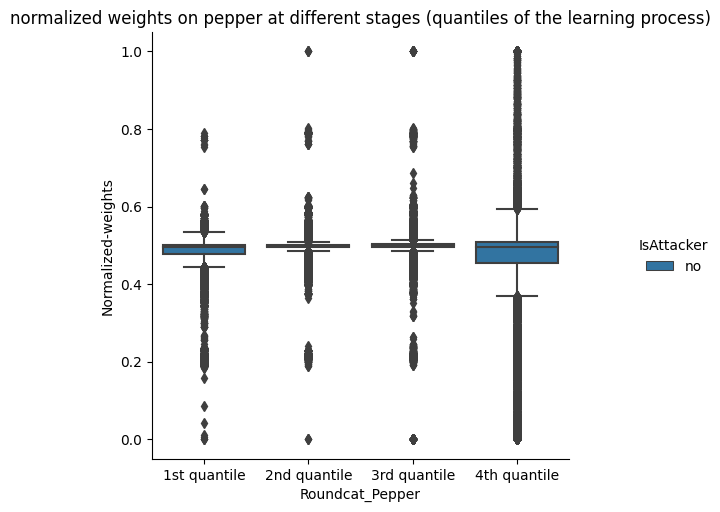 normalized weights on pepper at different stages (quantiles of the learning process)
1.0
0.8
0.6
0.4
0.2
0.0
Normalized-weights
1st quantile 2nd quantile 3rd quantile 4th quantile
Roundcat_Pepper
IsAttacker
no